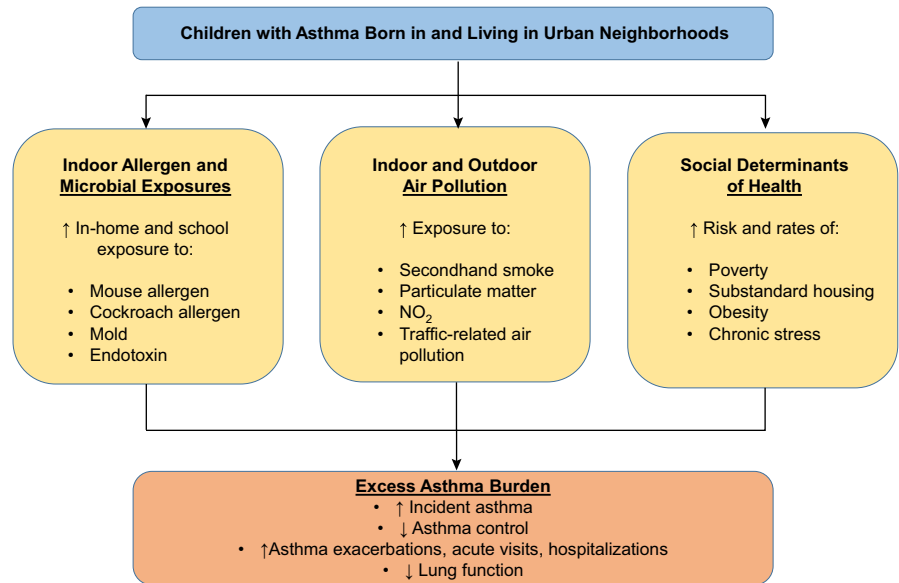 Children with Asthma Born in and Living in Urban Neighborhoods
Indoor Allergen and
Microbial Exposures
↑ In-home and school
exposure to:
• Mouse allergen
• Cockroach allergen
• Mold
• Endotoxin
Indoor and Outdoor
Air Pollution
↑ Exposure to:
• Secondhand smoke
• Particulate matter
• NO₂
• Traffic-related air
pollution
Social Determinants
of Health
↑ Risk and rates of:
• Poverty
• Substandard housing
• Obesity
• Chronic stress
Excess Asthma Burden
• ↑ Incident asthma
• ↓ Asthma control
• ↑Asthma exacerbations, acute visits, hospitalizations
• ↓ Lung function